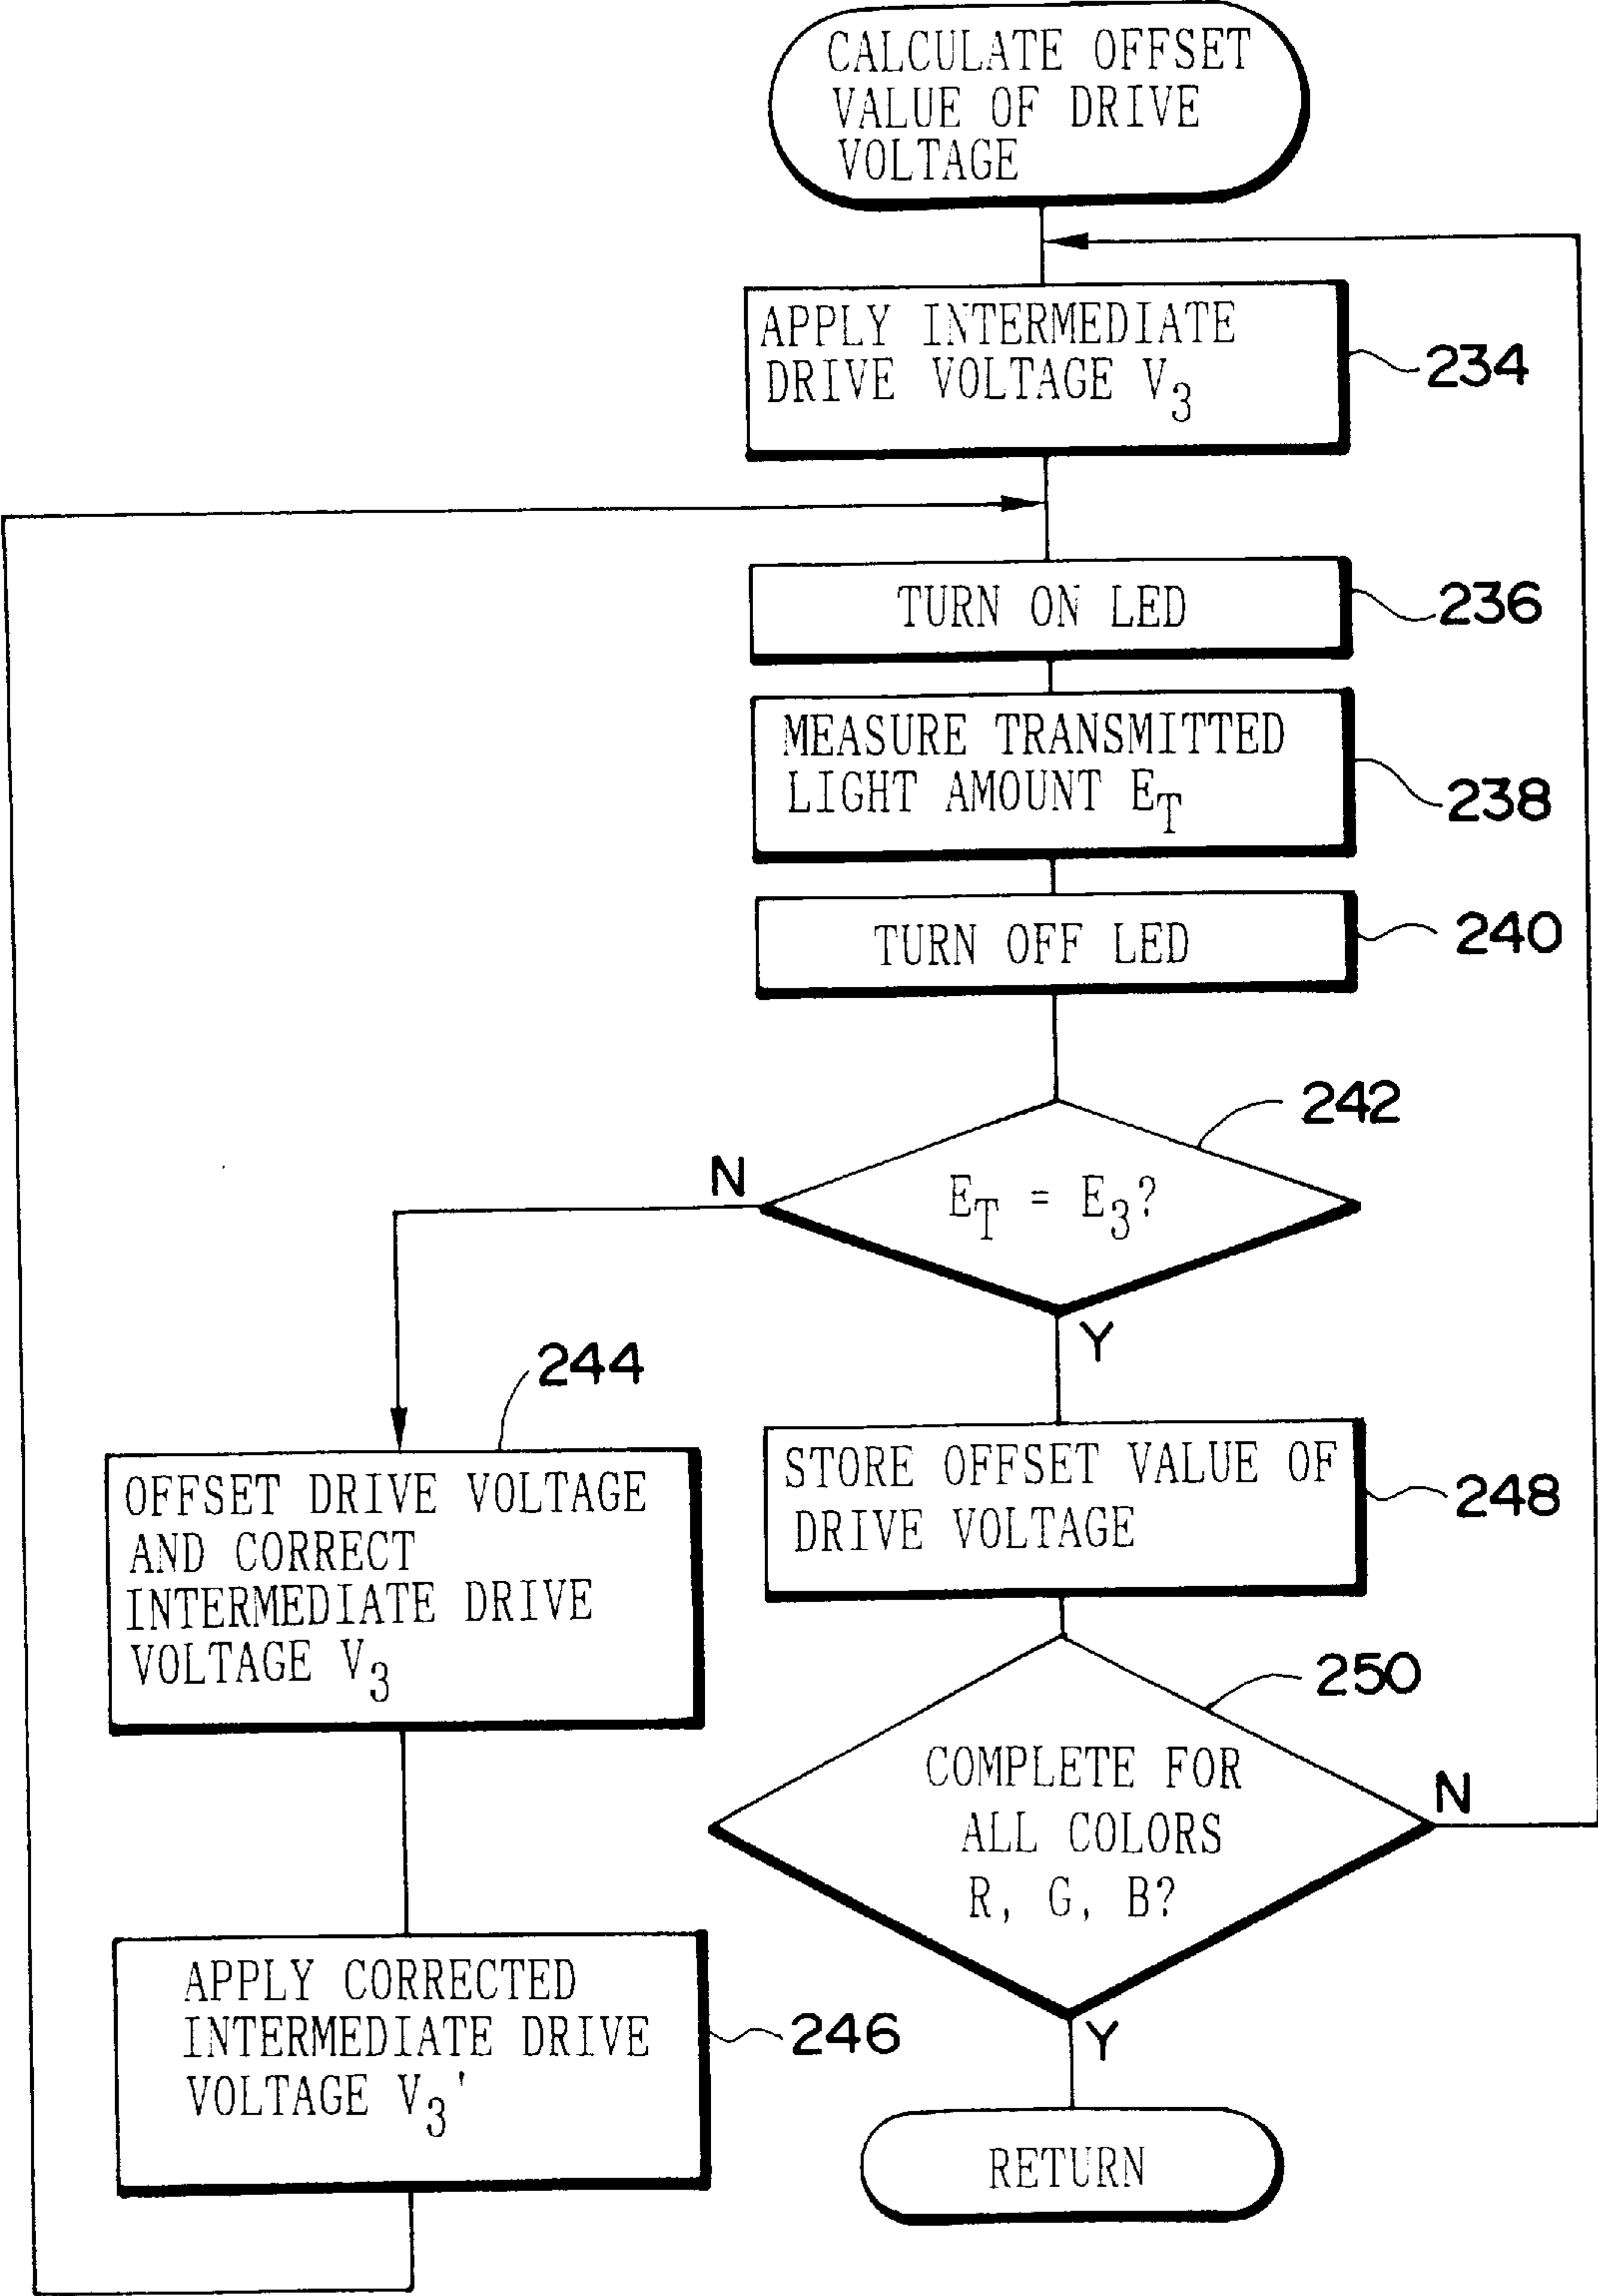 CALCULATE OFFSET
VALUE OF DRIVE
VOLTAGE
APPLY INTERMEDIATE
DRIVE VOLTAGE V3
234
TURN ON LED
236
MEASURE TRANSMITTED
LIGHT AMOUNT ET
238
TURN OFF LED
240
242
N
ET = E3?
Y
244
OFFSET DRIVE VOLTAGE
AND CORRECT
INTERMEDIATE DRIVE
VOLTAGE V3
STORE OFFSET VALUE OF
DRIVE VOLTAGE
248
250
COMPLETE FOR
ALL COLORS
R, G, B?
N
Y
APPLY CORRECTED
INTERMEDIATE DRIVE
VOLTAGE V3'
246
RETURN